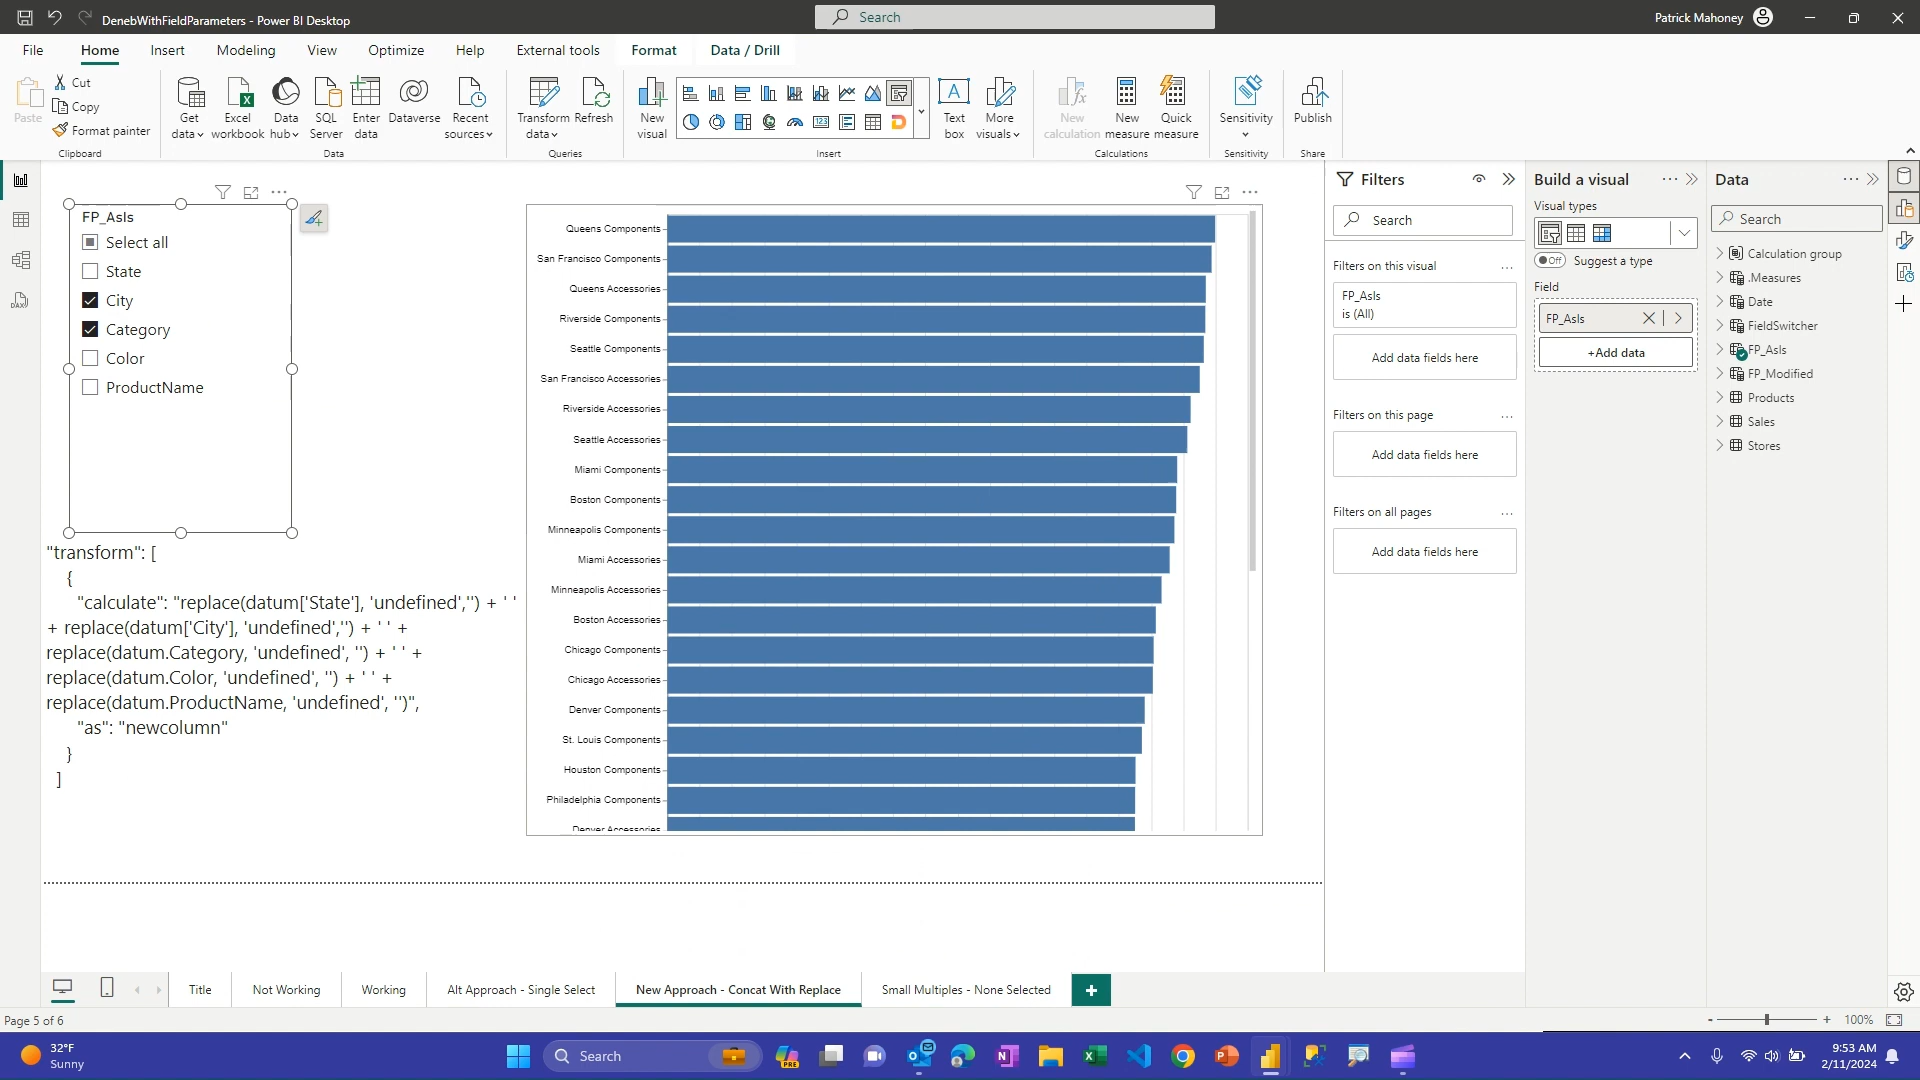 DenebWithFieldParameters - Power BI Desktop
Search
Patrick Mahoney
File
Home
Insert
Modeling
View
Optimize
Help
External tools
Format
Data / Drill
Paste
Cut
Copy
Format painter
Clipboard
Get data
Excel workbook
Data hub
SQL Server
Enter data
Dataverse
Recent sources
Data
Transform data
Refresh
Queries
New visual
Text box
More visuals
Insert
New calculation
New measure
Quick measure
Calculations
Sensitivity
Sensitivity
Publish
Share
FP_AsIs
Select all
State
City
Category
Color
ProductName
"transform": [
{
"calculate": "replace(datum['State'], 'undefined','') + ' '
+ replace(datum['City'], 'undefined','') + ' ' +
replace(datum.Category, 'undefined', '') + ' ' +
replace(datum.Color, 'undefined', '') + ' ' +
replace(datum.ProductName, 'undefined', '')",
"as": "newcolumn"
}
]
Queens Components
San Francisco Components
Queens Accessories
Riverside Components
Seattle Components
San Francisco Accessories
Riverside Accessories
Seattle Accessories
Miami Components
Boston Components
Minneapolis Components
Miami Accessories
Minneapolis Accessories
Boston Accessories
Chicago Components
Chicago Accessories
Denver Components
St. Louis Components
Houston Components
Philadelphia Components
Denver Accessories
Filters
Search
Filters on this visual
FP_AsIs
is (All)
Add data fields here
Filters on this page
Add data fields here
Filters on all pages
Add data fields here
Build a visual
Visual types
Off
Suggest a type
Field
FP_AsIs
+Add data
Data
Search
Calculation group
.Measures
Date
FieldSwitcher
FP_AsIs
FP_Modified
Products
Sales
Stores
Title
Not Working
Working
Alt Approach - Single Select
New Approach - Concat With Replace
Small Multiples - None Selected
Page 5 of 6
100%
32°F
Sunny
Search
PRE
9:53 AM
2/11/2024